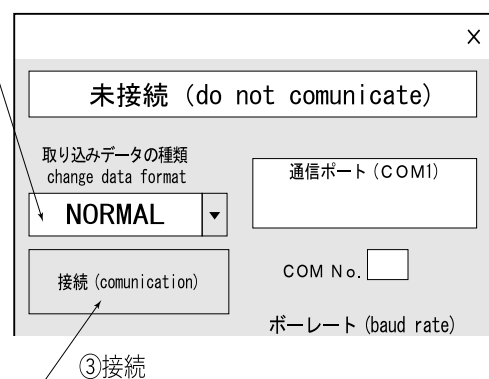 ×
未接続 (do not comunicate)
取り込みデータの種類
change data format
NORMAL
通信ポート (COM1)
接続 (comunication)
COM No.
ボーレート (baud rate)
③接続